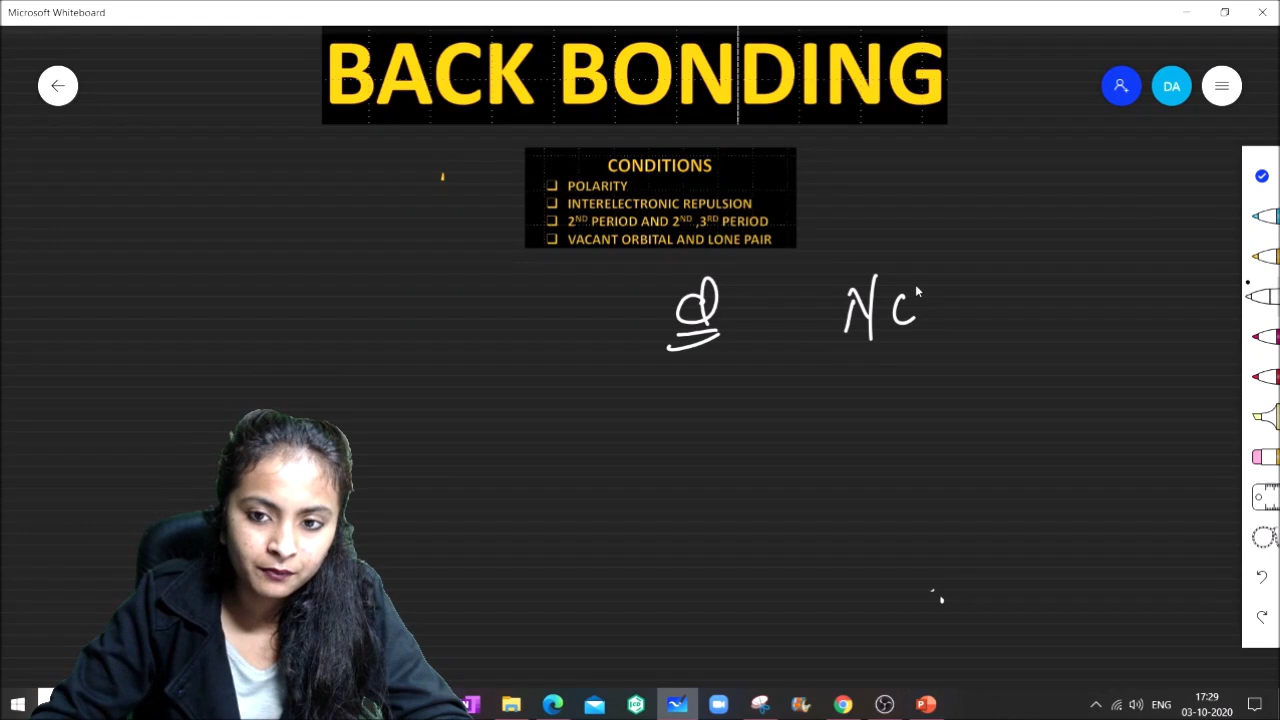 Microsoft Whiteboard
BACK BONDING
DA
CONDITIONS
❑ POLARITY
❑ INTERELECTRONIC REPULSION
❑ 2ND PERIOD AND 2ND ,3RD PERIOD
❑ VACANT ORBITAL AND LONE PAIR
d N C
ENG
17:29
03-10-2020